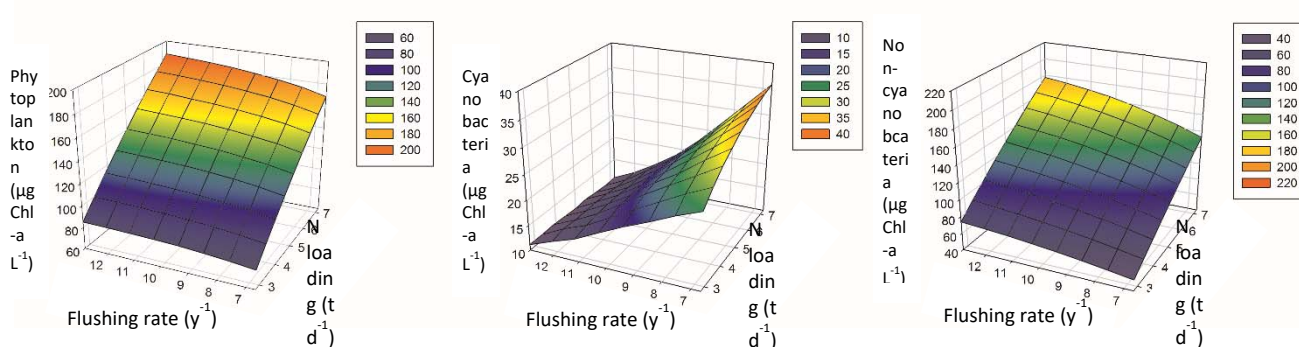 Phy
top
lan
kto
n
(µg
Chl
-a
L⁻¹)
200
180
160
140
120
100
80
60
12
11
10
9
8
7
3
4
5
6
7
Flushing rate (y⁻¹)
N
loa
din
g (t
d⁻¹)
60
80
100
120
140
160
180
200
Cya
no
bac
teri
a
(µg
Chl
-a
L⁻¹)
40
35
30
25
20
15
10
12
11
10
9
8
7
3
4
5
7
Flushing rate (y⁻¹)
N
loa
din
g (t
d⁻¹)
10
15
20
25
30
35
40
No
n-
cya
no
bca
teri
a
(µg
Chl
-a
L⁻¹)
220
200
180
160
140
120
100
80
60
40
12
11
10
9
8
7
3
4
7
Flushing rate (y⁻¹)
N
loa
din
g (t
d⁻¹)
40
60
80
100
120
140
160
180
200
220